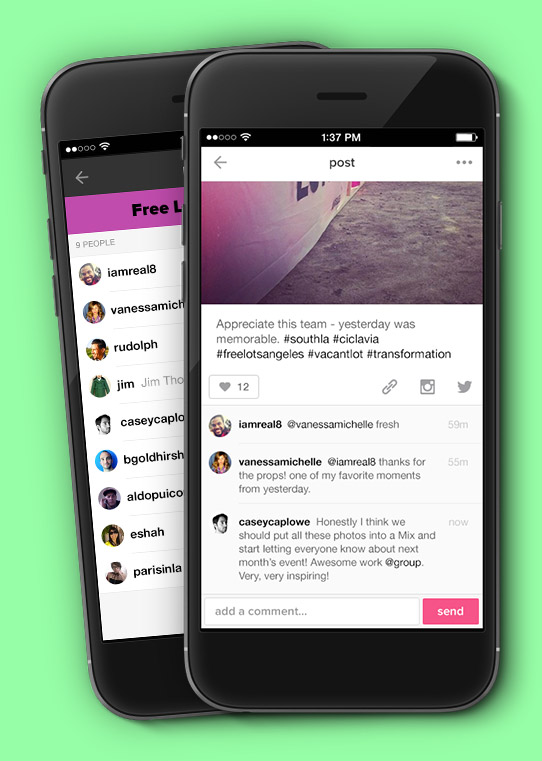 Free L
9 PEOPLE
iamreal8
vanessamich
rudolph
jim Jim Tho
caseycaplow
bgoldhirsh
aldopuico
eshah
parisinla
1:37 PM
post
Appreciate this team - yesterday was
memorable. #southla #ciclavia
#freelotsangeles #vacantlot #transformation
12
iamreal8 @vanessamichelle fresh 59m
vanessamichelle @iamreal8 thanks for 55m
the props! one of my favorite moments
from yesterday.
caseycaplowe Honestly I think we now
should put all these photos into a Mix and
start letting everyone know about next
month's event! Awesome work @group.
Very, very inspiring!
add a comment...
send